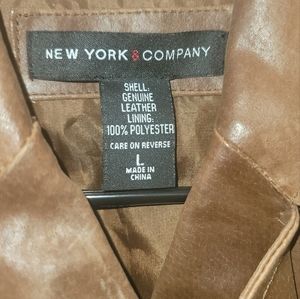 NEW YORK & COMPANY
SHELL:
GENUINE
LEATHER
LINING:
100% POLYESTER
CARE ON REVERSE
L
MADE IN
CHINA